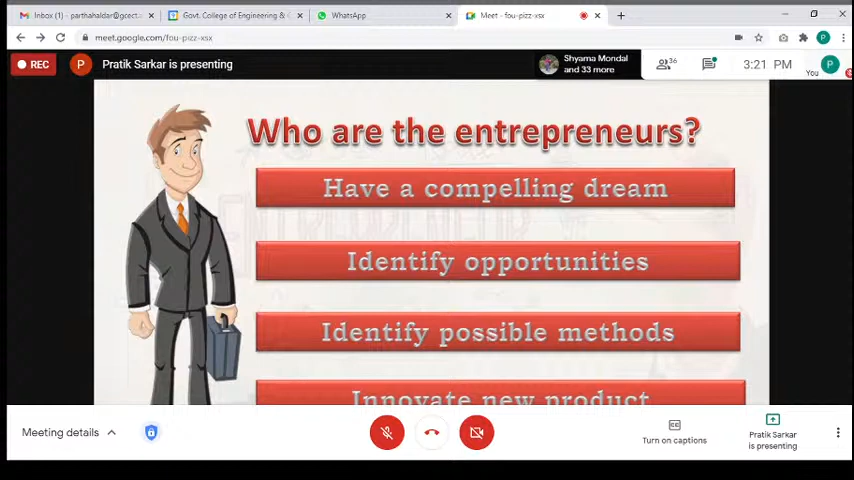 Inbox (1) - parthahaldar@gcect.
Govt. College of Engineering & C
WhatsApp
Meet - fou-pizz-xsx
meet.google.com/fou-pizz-xsx
P
REC
P
Pratik Sarkar is presenting
Shyama Mondal
and 33 more
36
3:21 PM
You
P
Who are the entrepreneurs?
Have a compelling dream
Identify opportunities
Identify possible methods
Innovate new product
Meeting details
CC
Turn on captions
Pratik Sarkar
is presenting